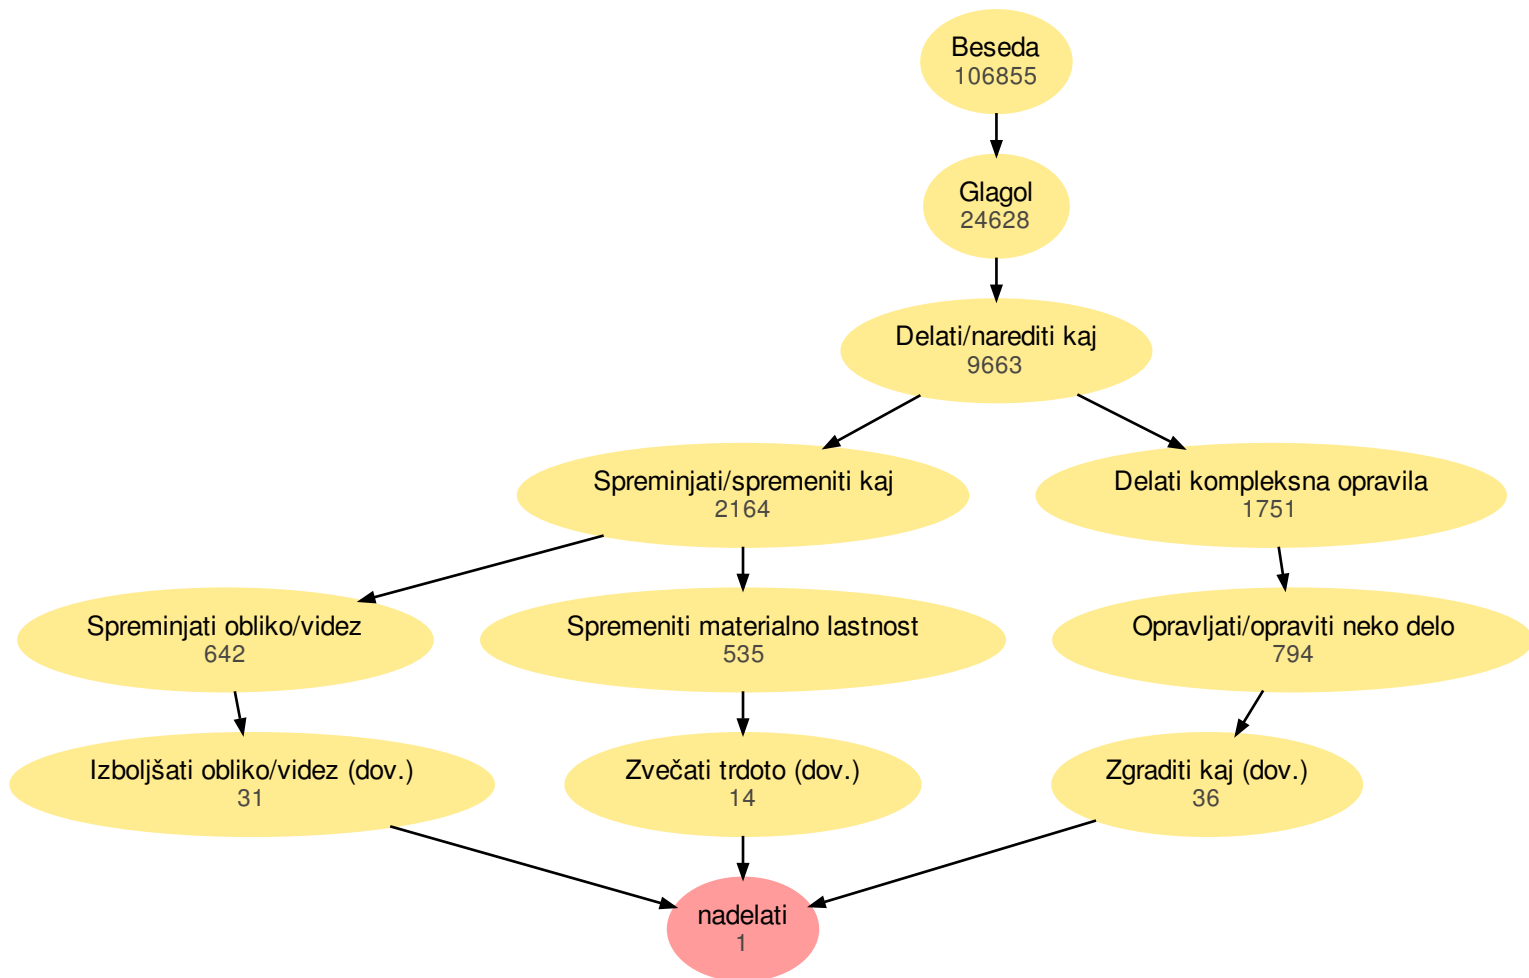 Beseda
106855
Glagol
24628
Delati/narediti kaj
9663
Spreminjati/spremeniti kaj
2164
Delati kompleksna opravila
1751
Spreminjati obliko/videz
642
Spremeniti materialno lastnost
535
Opravljati/opraviti neko delo
794
Izboljšati obliko/videz (dov.)
31
Zvečati trdoto (dov.)
14
Zgraditi kaj (dov.)
36
nadelati
1